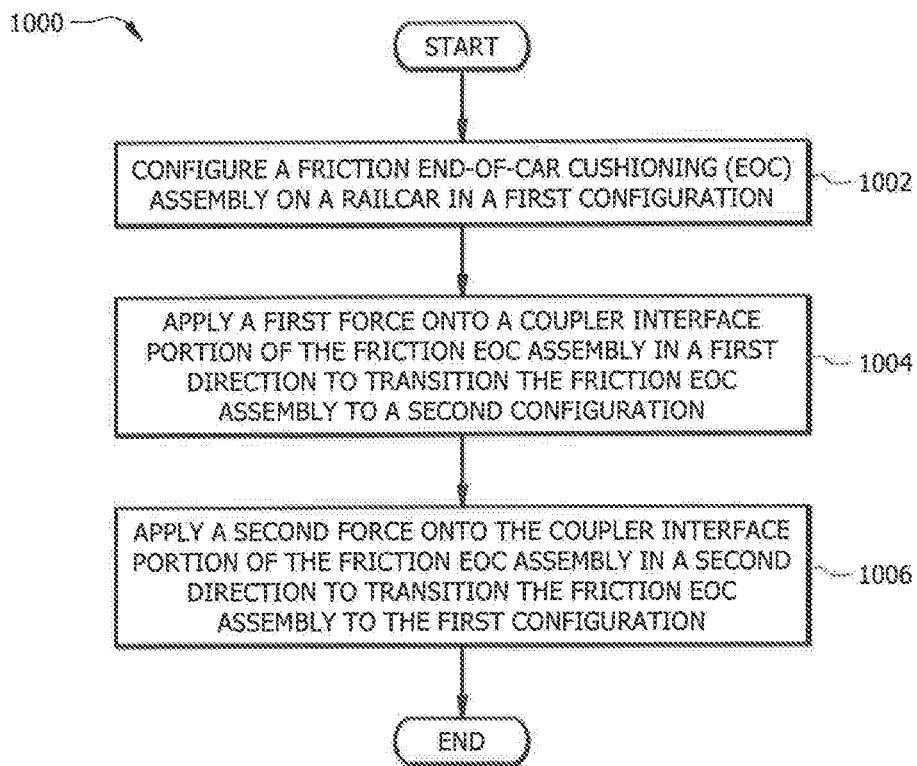 1000
START
CONFIGURE A FRICTION END-OF-CAR CUSHIONING (EOC)
ASSEMBLY ON A RAILCAR IN A FIRST CONFIGURATION
1002
APPLY A FIRST FORCE ONTO A COUPLER INTERFACE
PORTION OF THE FRICTION EOC ASSEMBLY IN A FIRST
DIRECTION TO TRANSITION THE FRICTION EOC
ASSEMBLY TO A SECOND CONFIGURATION
1004
APPLY A SECOND FORCE ONTO THE COUPLER INTERFACE
PORTION OF THE FRICTION EOC ASSEMBLY IN A SECOND
DIRECTION TO TRANSITION THE FRICTION EOC
ASSEMBLY TO THE FIRST CONFIGURATION
1006
END